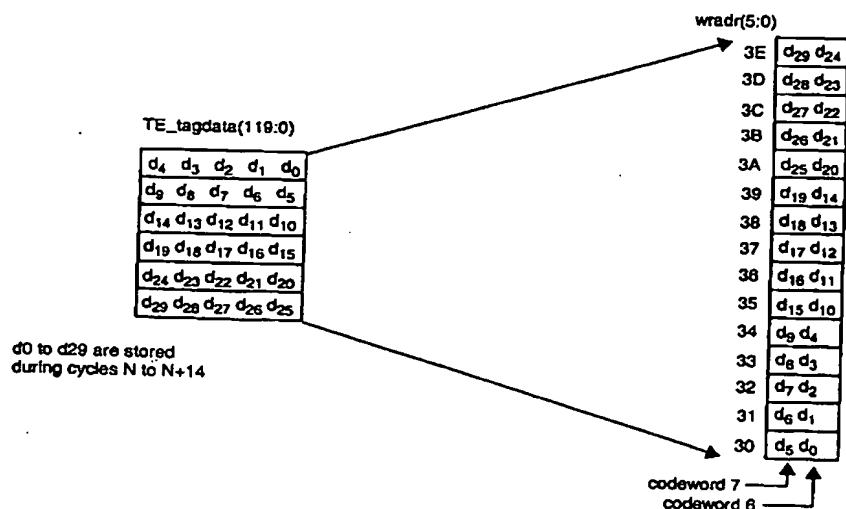 wradr(5:0)
TE_tagdata(119:0)
d4 d3 d2 d1 d0
d9 d8 d7 d6 d5
d14 d13 d12 d11 d10
d19 d18 d17 d16 d15
d24 d23 d22 d21 d20
d29 d28 d27 d26 d25
d0 to d29 are stored
during cycles N to N+14
3E d29 d24
3D d28 d23
3C d27 d22
3B d26 d21
3A d25 d20
39 d19 d14
38 d18 d13
37 d17 d12
36 d16 d11
35 d15 d10
34 d9 d4
33 d8 d3
32 d7 d2
31 d6 d1
30 d5 d0
codeword 7
codeword 6